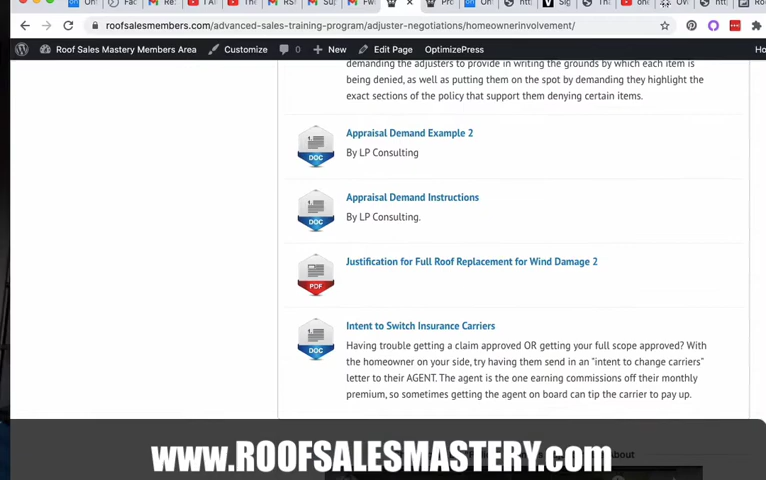 roofsalesmembers.com/advanced-sales-training-program/adjuster-negotiations/homeownerinvolvement/
Roof Sales Mastery Members Area Customize 0 New Edit Page OptimizePress
demanding the adjusters to provide in writing the grounds by which each item is
being denied, as well as putting them on the spot by demanding they highlight the
exact sections of the policy that support them denying certain items.
Appraisal Demand Example 2
By LP Consulting
DOC
Appraisal Demand Instructions
By LP Consulting.
DOC
Justification for Full Roof Replacement for Wind Damage 2
PDF
Intent to Switch Insurance Carriers
Having trouble getting a claim approved OR getting your full scope approved? With
the homeowner on your side, try having them send in an "intent to change carriers"
DOC
letter to their AGENT. The agent is the one earning commissions off their monthly
premium, so sometimes getting the agent on board can tip the carrier to pay up.
www.ROOFSALESMASTERY.com